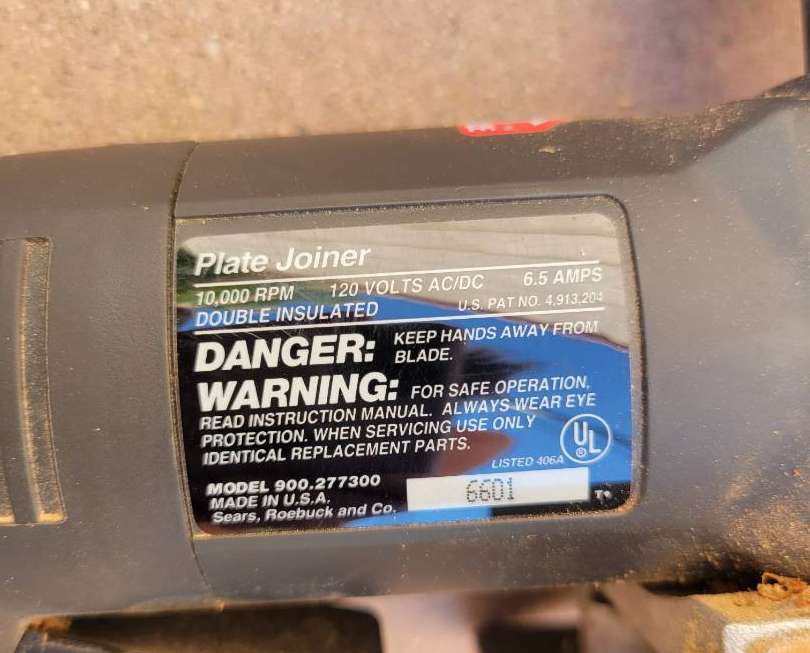 Plate Joiner
10,000 RPM 120 VOLTS AC/DC 6.5 AMPS
DOUBLE INSULATED U.S. PAT NO. 4,913,204
DANGER: KEEP HANDS AWAY FROM
BLADE.
WARNING: FOR SAFE OPERATION,
READ INSTRUCTION MANUAL. ALWAYS WEAR EYE
PROTECTION. WHEN SERVICING USE ONLY
IDENTICAL REPLACEMENT PARTS.
UL ®
LISTED 406A
MODEL 900.277300
MADE IN U.S.A.
Sears, Roebuck and Co.
6601